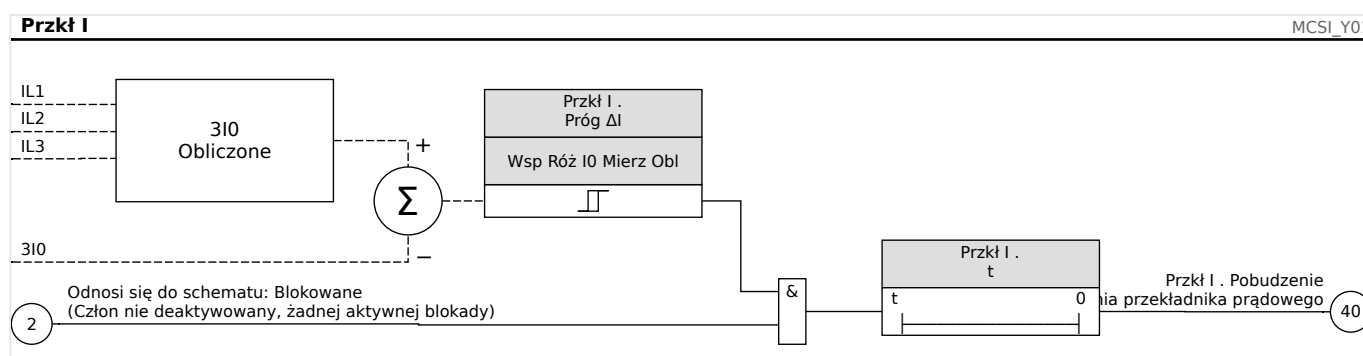 Przkł I
MCSI_Y0
IL1
IL2
IL3
3I0
Obliczone
+
Σ
−
3I0
Przkł I .
Próg ΔI
Wsp Róż I0 Mierz Obl
&
Przkł I .
t
t 0
Przkł I . Pobudzenie
przekładnika prądowego
40
Odnosi się do schematu: Blokowane
(Człon nie deaktywowany, żadnej aktywnej blokady)
2